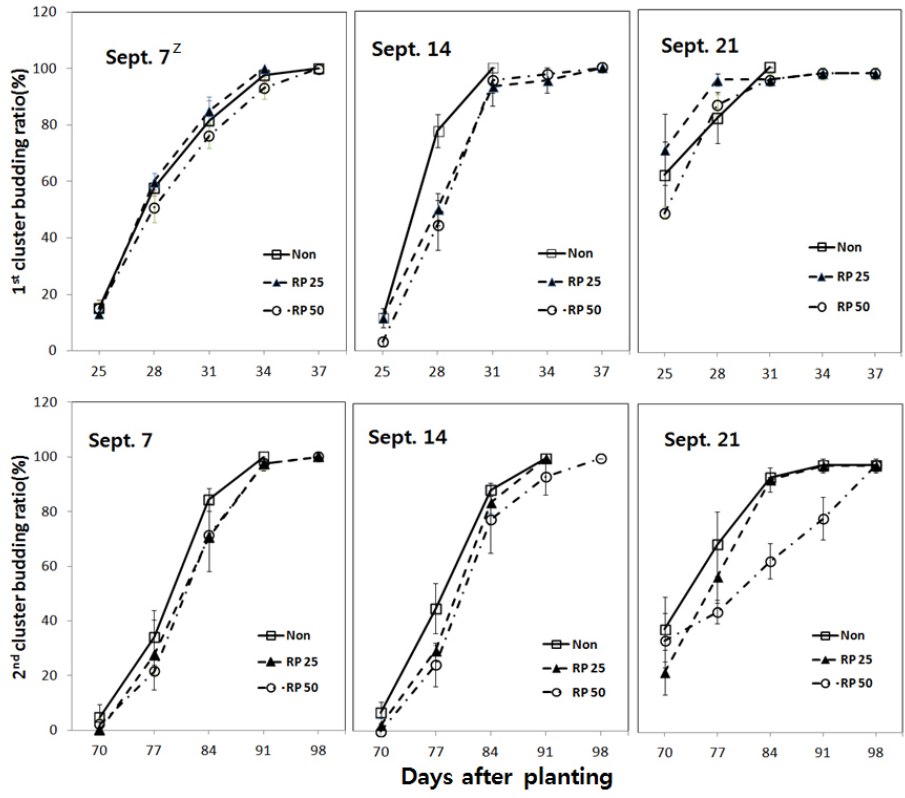 1st cluster budding ratio(%)
120
100
80
60
40
20
0
Sept. 7Z
Non
RP 25
RP 50
25 28 31 34 37
Sept. 14
Non
RP 25
RP 50
25 28 31 34 37
Sept. 21
Non
RP 25
RP 50
25 28 31 34 37
2nd cluster budding ratio(%)
120
100
80
60
40
20
0
Sept. 7
Non
RP 25
RP 50
70 77 84 91 98
Sept. 14
Non
RP 25
RP 50
70 77 84 91 98
Sept. 21
Non
RP 25
RP 50
70 77 84 91 98
Days after planting